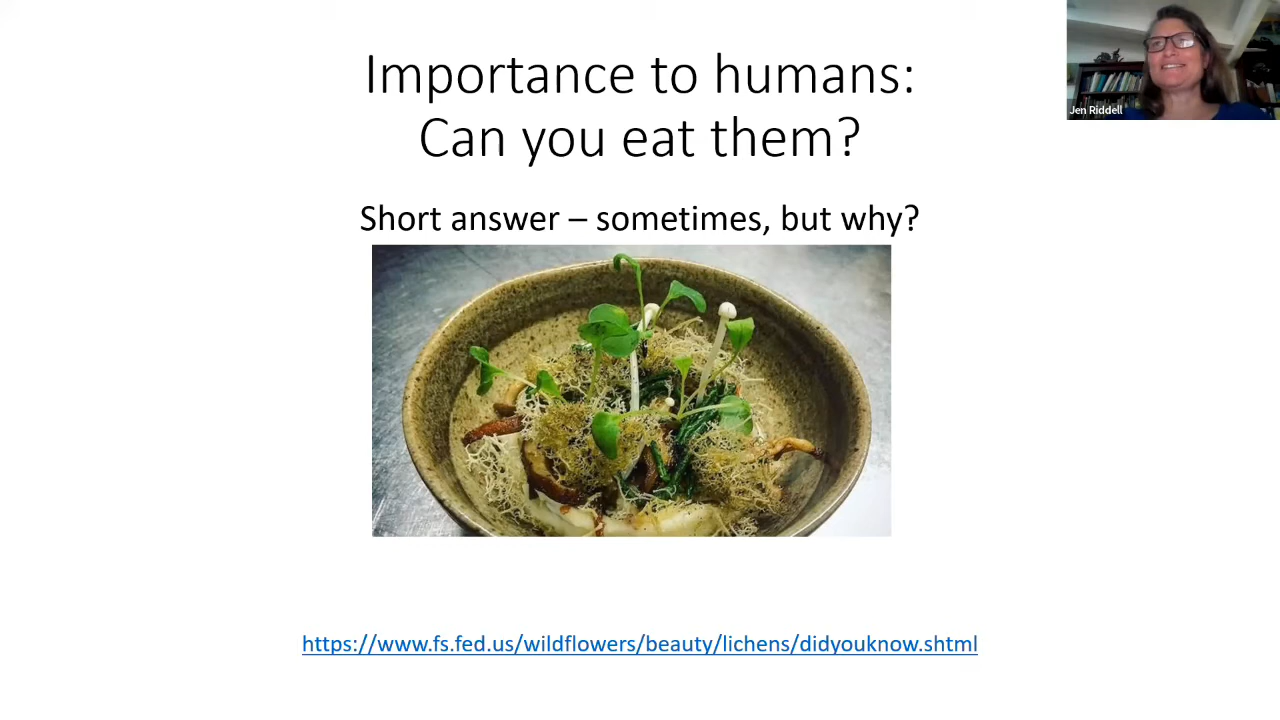 Importance to humans:
Can you eat them?
Jen Riddell
Short answer – sometimes, but why?
https://www.fs.fed.us/wildflowers/beauty/lichens/didyouknow.shtml